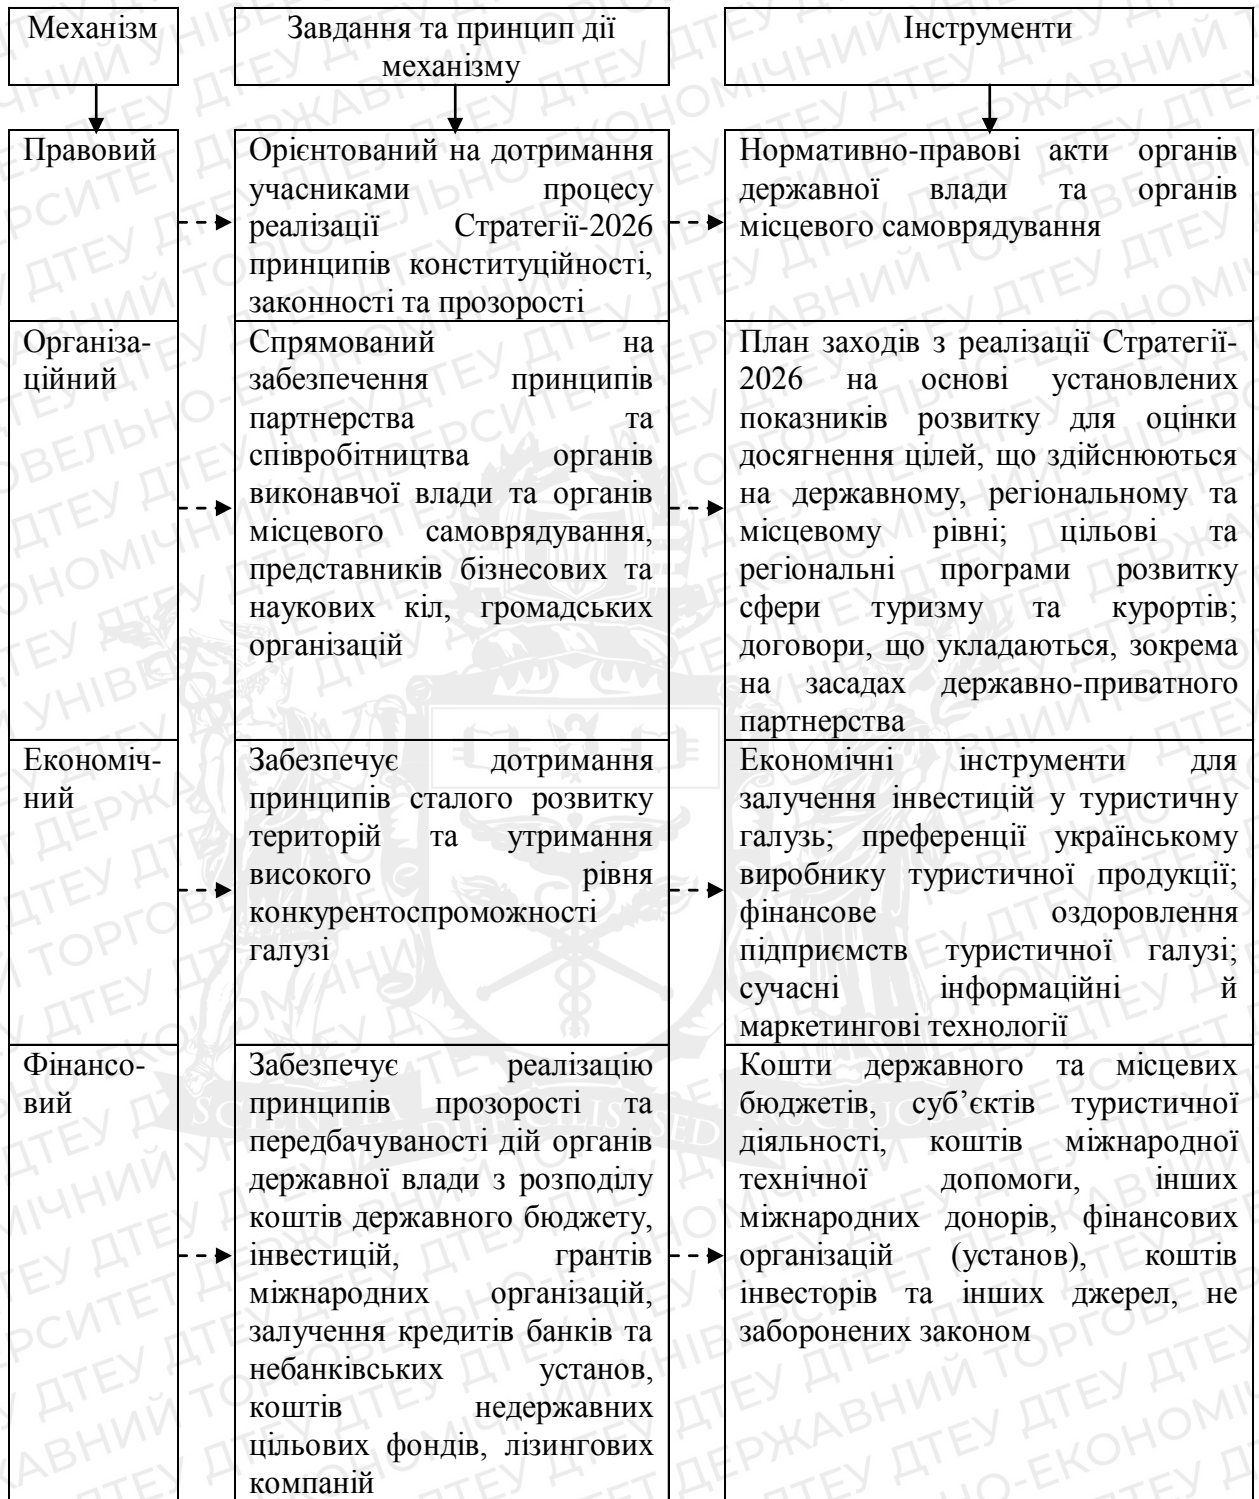 Механізм
Завдання та принцип дії
механізму
Інструменти
Правовий
Орієнтований на дотримання
учасниками процесу
реалізації Стратегії-2026
принципів конституційності,
законності та прозорості
Нормативно-правові акти органів
державної влади та органів
місцевого самоврядування
Організа-
ційний
Спрямований на
забезпечення принципів
партнерства та
співробітництва органів
виконавчої влади та органів
місцевого самоврядування,
представників бізнесових та
наукових кіл, громадських
організацій
План заходів з реалізації Стратегії-
2026 на основі установлених
показників розвитку для оцінки
досягнення цілей, що здійснюються
на державному, регіональному та
місцевому рівні; цільові та
регіональні програми розвитку
сфери туризму та курортів;
договори, що укладаються, зокрема
на засадах державно-приватного
партнерства
Економіч-
ний
Забезпечує дотримання
принципів сталого розвитку
територій та утримання
високого рівня
конкурентоспроможності
галузі
Економічні інструменти для
залучення інвестицій у туристичну
галузь; преференції українському
виробнику туристичної продукції;
фінансове оздоровлення
підприємств туристичної галузі;
сучасні інформаційні й
маркетингові технології
Фінансо-
вий
Забезпечує реалізацію
принципів прозорості та
передбачуваності дій органів
державної влади з розподілу
коштів державного бюджету,
інвестицій, грантів
міжнародних організацій,
залучення кредитів банків та
небанківських установ,
коштів недержавних
цільових фондів, лізингових
компаній
Кошти державного та місцевих
бюджетів, суб’єктів туристичної
діяльності, коштів міжнародної
технічної допомоги, інших
міжнародних донорів, фінансових
організацій (установ), коштів
інвесторів та інших джерел, не
заборонених законом